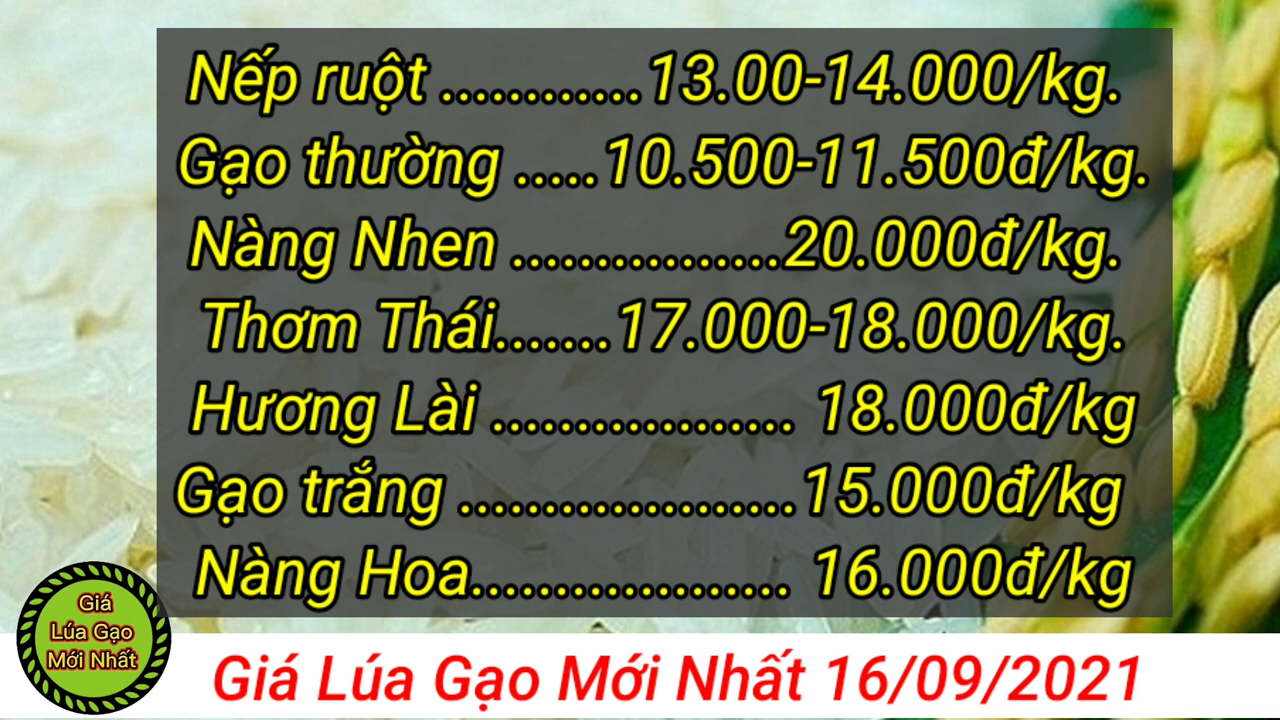 Nếp ruột ............13.00-14.000/kg.
Gạo thường .....10.500-11.500đ/kg.
Nàng Nhen ................20.000đ/kg.
Thơm Thái.......17.000-18.000/kg.
Hương Lài .................. 18.000đ/kg
Gạo trắng ....................15.000đ/kg
Nàng Hoa................... 16.000đ/kg
Giá
Lúa Gạo
Mới Nhất
Giá Lúa Gạo Mới Nhất 16/09/2021